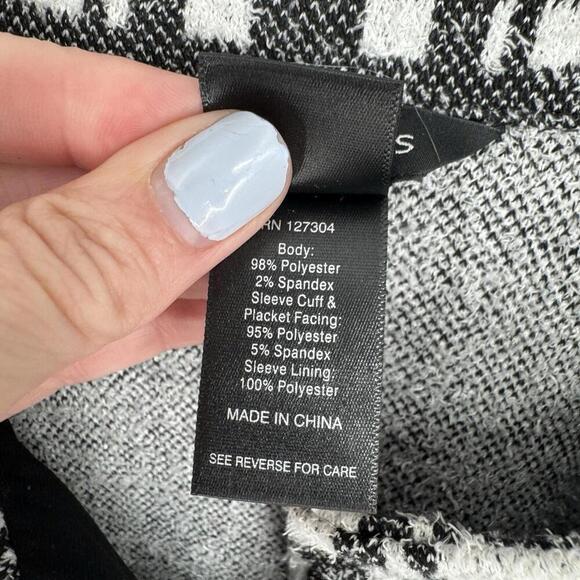 S
RN 127304
Body:
98% Polyester
2% Spandex
Sleeve Cuff &
Placket Facing:
95% Polyester
5% Spandex
Sleeve Lining:
100% Polyester
MADE IN CHINA
SEE REVERSE FOR CARE